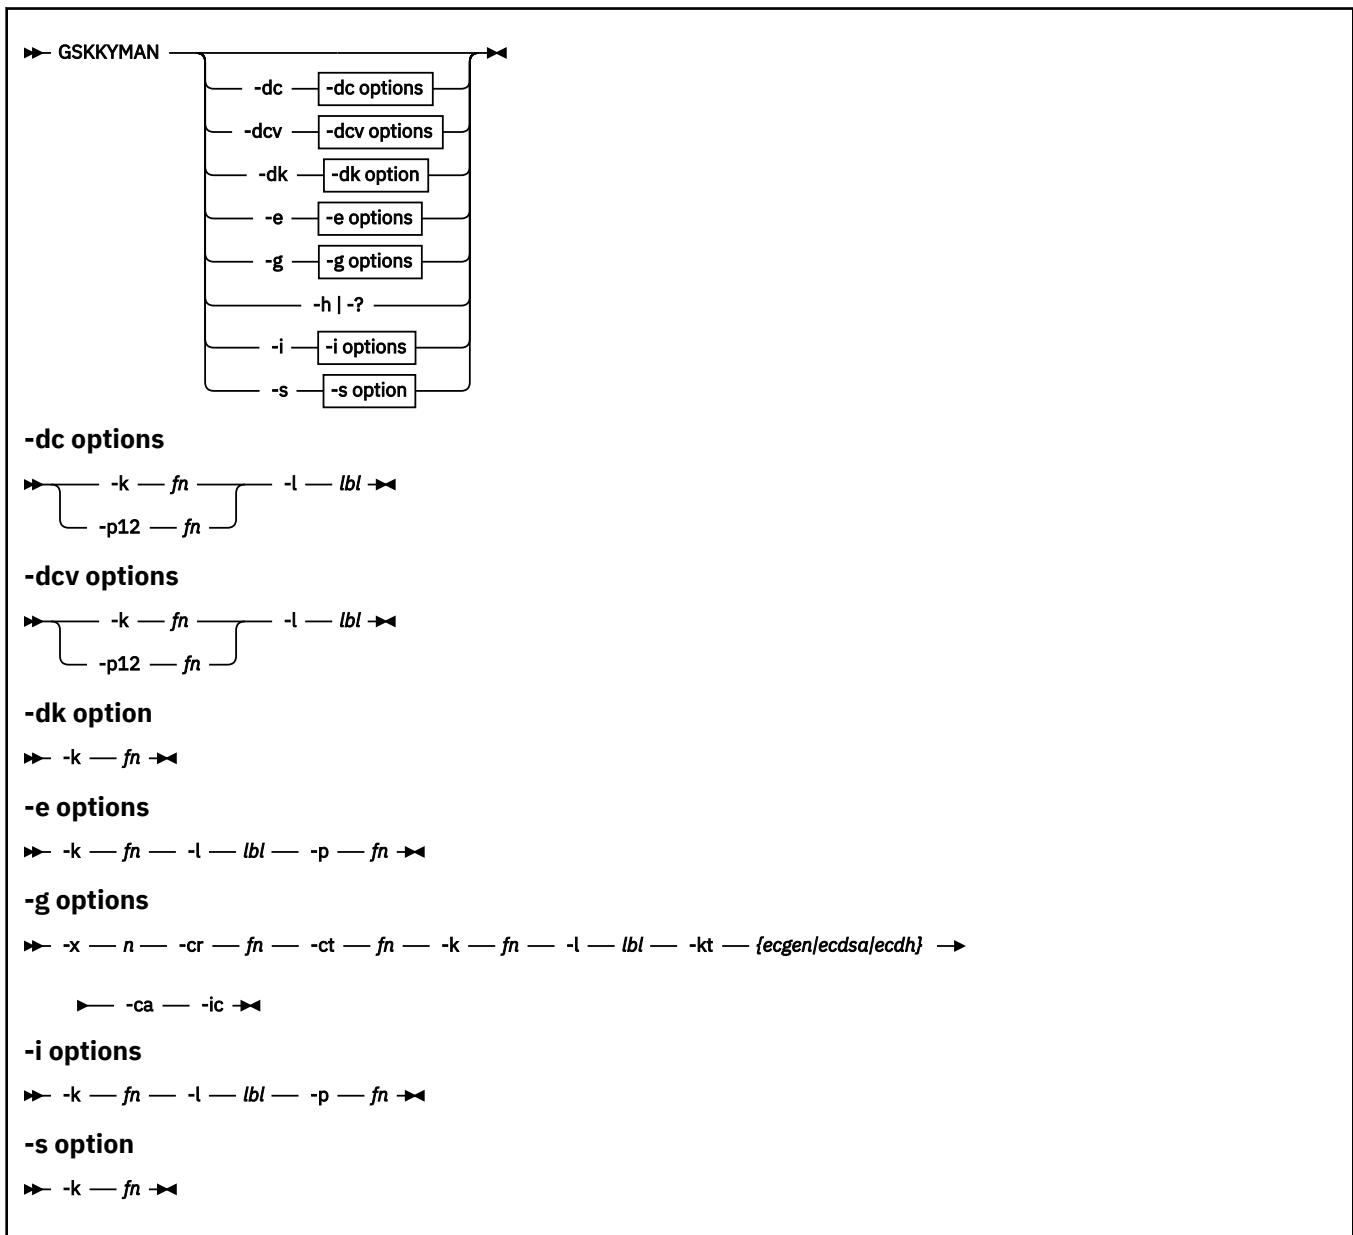 GSKKYMAN
-dc -dc options
-dcv -dcv options
-dk -dk option
-e -e options
-g -g options
-h | -?
-i -i options
-s -s option
-dc options
-k fn -l lbl
-p12 fn
-dcv options
-k fn -l lbl
-p12 fn
-dk option
-k fn
-e options
-k fn -l lbl -p fn
-g options
-x n -cr fn -ct fn -k fn -l lbl -kt {ecgen/ecdsa/ecdh}
-ca -ic
-i options
-k fn -l lbl -p fn
-s option
-k fn